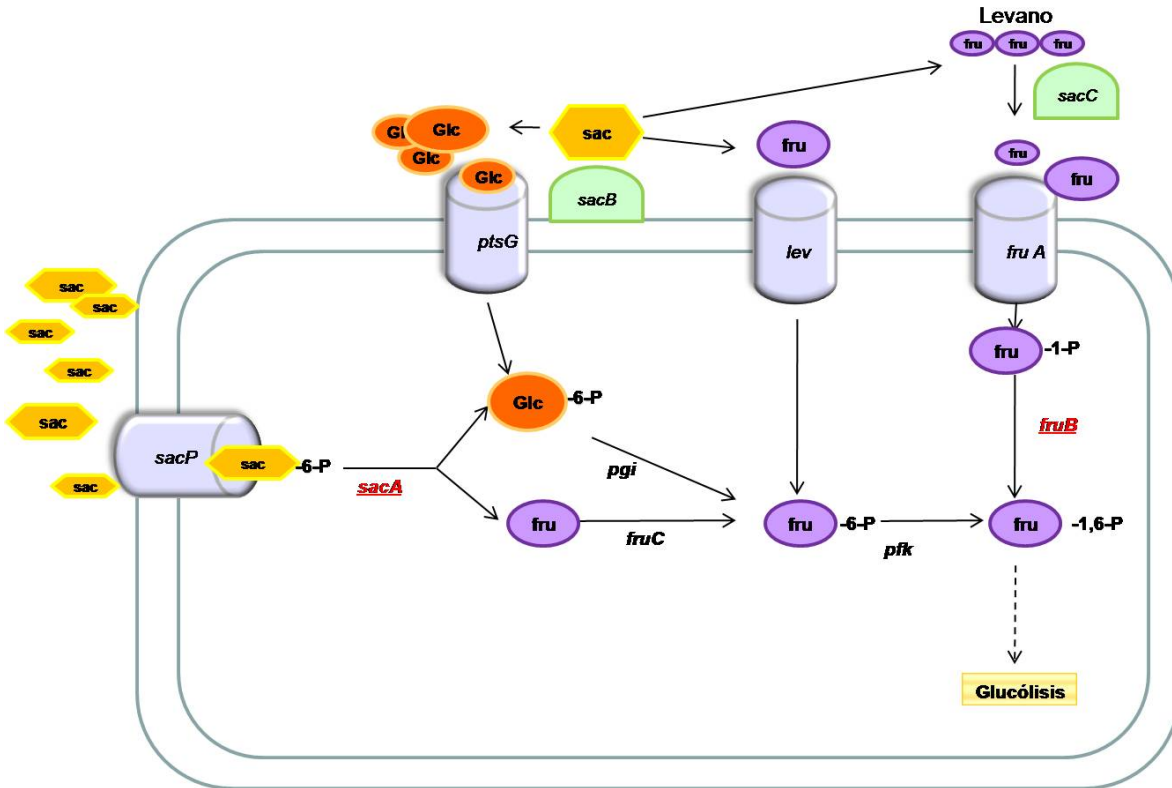 Levano
fru fru fru
sacC
Glc Glc
Glc
sac
fru
fru
Glc
fru
sacB
ptsG
lev
fru A
sac
sac
sac
sac
sac
sac
fru -1-P
Glc -6-P
fruB
sacP
sac -6-P
sacA
pgi
fru
fruC
fru -6-P
pfk
fru -1,6-P
Glucólisis